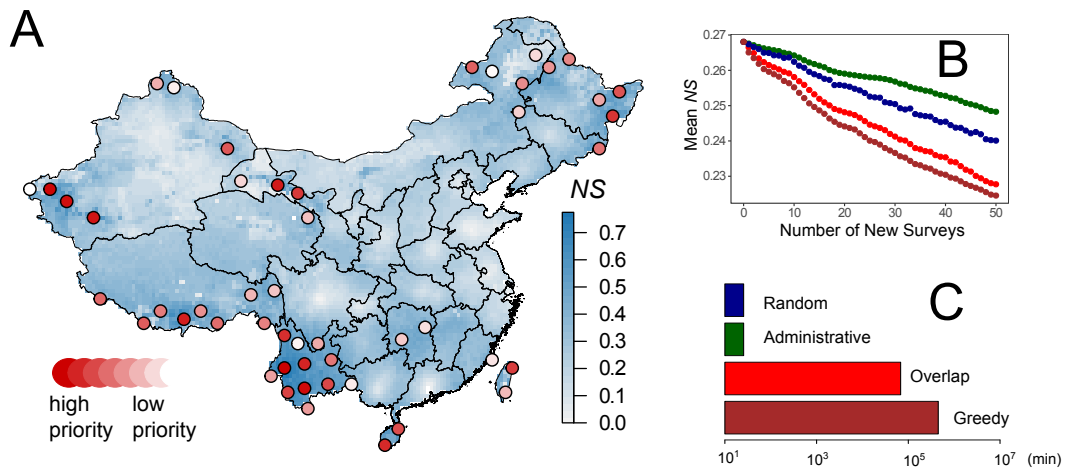 A
NS
0.7
0.6
0.5
0.4
0.3
0.2
0.1
0.0
high
priority
low
priority
B
Mean NS
0.27
0.26
0.25
0.24
0.23
0 10 20 30 40 50
Number of New Surveys
C
Random
Administrative
Overlap
Greedy
10¹ 10³ 10⁵ 10⁷ (min)